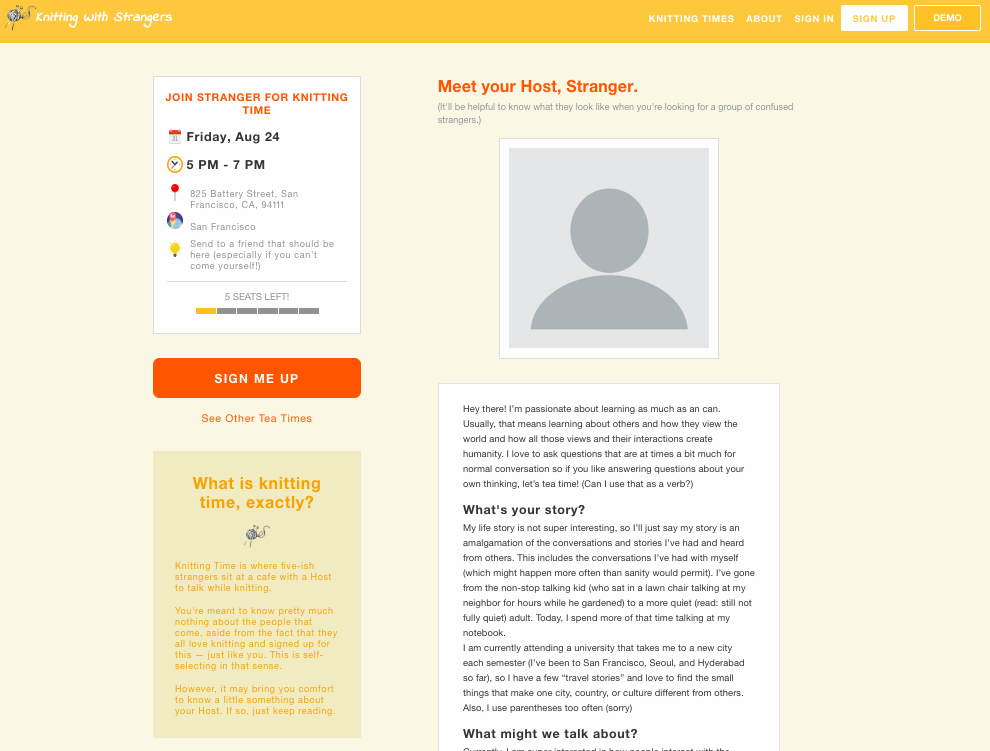 Knitting with Strangers
KNITTING TIMES ABOUT SIGN IN SIGN UP DEMO
JOIN STRANGER FOR KNITTING
TIME
Friday, Aug 24
5 PM - 7 PM
825 Battery Street, San
Francisco, CA, 94111
San Francisco
Send to a friend that should be
here (especially if you can't
come yourself!)
5 SEATS LEFT!
SIGN ME UP
See Other Tea Times
What is knitting
time, exactly?
Knitting Time is where five-ish
strangers sit at a cafe with a Host
to talk while knitting.
You're meant to know pretty much
nothing about the people that
come, aside from the fact that they
all love knitting and signed up for
this — just like you. This is self-
selecting in that sense.
However, it may bring you comfort
to know a little something about
your Host. If so, just keep reading.
Meet your Host, Stranger.
(It'll be helpful to know what they look like when you're looking for a group of confused
strangers.)
Hey there! I'm passionate about learning as much as an can.
Usually, that means learning about others and how they view the
world and how all those views and their interactions create
humanity. I love to ask questions that are at times a bit much for
normal conversation so if you like answering questions about your
own thinking, let's tea time! (Can I use that as a verb?)
What's your story?
My life story is not super interesting, so I'll just say my story is an
amalgamation of the conversations and stories I've had and heard
from others. This includes the conversations I've had with myself
(which might happen more often than sanity would permit). I've gone
from the non-stop talking kid (who sat in a lawn chair talking at my
neighbor for hours while he gardened) to a more quiet (read: still not
fully quiet) adult. Today, I spend more of that time talking at my
notebook.
I am currently attending a university that takes me to a new city
each semester (I've been to San Francisco, Seoul, and Hyderabad
so far), so I have a few “travel stories” and love to find the small
things that make one city, country, or culture different from others.
Also, I use parentheses too often (sorry)
What might we talk about?
Currently, I am super interested in how people interact with the